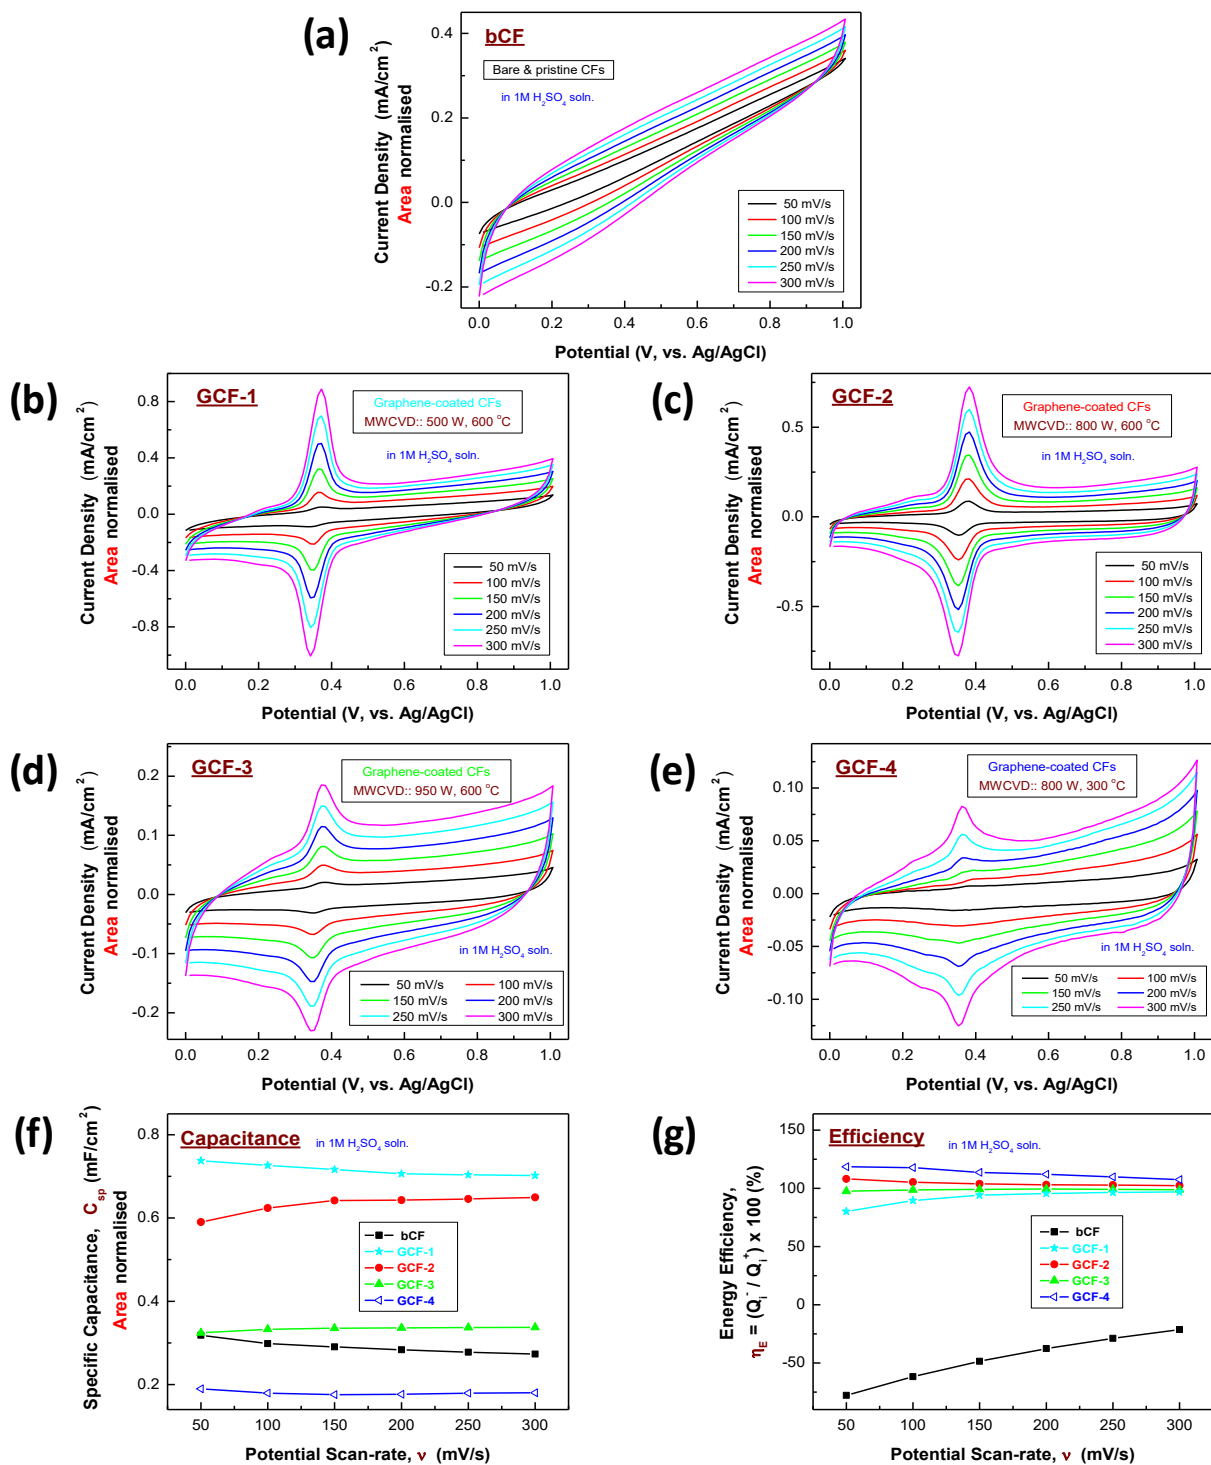 (a)
bCF
Bare & pristine CFs
in 1M H₂SO₄ soln.
Current Density (mA/cm²)
Area normalised
0.4
0.2
0.0
-0.2
50 mV/s
100 mV/s
150 mV/s
200 mV/s
250 mV/s
300 mV/s
0.0 0.2 0.4 0.6 0.8 1.0
Potential (V, vs. Ag/AgCl)
(b)
GCF-1
Graphene-coated CFs
MWCVD:: 500 W, 600 °C
in 1M H₂SO₄ soln.
Current Density (mA/cm²)
Area normalised
0.8
0.4
0.0
-0.4
-0.8
50 mV/s
100 mV/s
150 mV/s
200 mV/s
250 mV/s
300 mV/s
0.0 0.2 0.4 0.6 0.8 1.0
Potential (V, vs. Ag/AgCl)
(c)
GCF-2
Graphene-coated CFs
MWCVD:: 800 W, 600 °C
in 1M H₂SO₄ soln.
Current Density (mA/cm²)
Area normalised
0.5
0.0
-0.5
50 mV/s
100 mV/s
150 mV/s
200 mV/s
250 mV/s
300 mV/s
0.0 0.2 0.4 0.6 0.8 1.0
Potential (V, vs. Ag/AgCl)
(d)
GCF-3
Graphene-coated CFs
MWCVD:: 950 W, 600 °C
Current Density (mA/cm²)
Area normalised
0.2
0.1
0.0
-0.1
-0.2
in 1M H₂SO₄ soln.
50 mV/s 100 mV/s
150 mV/s 200 mV/s
250 mV/s 300 mV/s
0.0 0.2 0.4 0.6 0.8 1.0
Potential (V, vs. Ag/AgCl)
(e)
GCF-4
Graphene-coated CFs
MWCVD:: 800 W, 300 °C
Current Density (mA/cm²)
Area normalised
0.10
0.05
0.00
-0.05
-0.10
in 1M H₂SO₄ soln.
50 mV/s 100 mV/s
150 mV/s 200 mV/s
250 mV/s 300 mV/s
0.0 0.2 0.4 0.6 0.8 1.0
Potential (V, vs. Ag/AgCl)
(f)
Capacitance
in 1M H₂SO₄ soln.
Specific Capacitance, C_sp (mF/cm²)
Area normalised
0.8
0.6
0.4
0.2
bCF
GCF-1
GCF-2
GCF-3
GCF-4
50 100 150 200 250 300
Potential Scan-rate, ν (mV/s)
(g)
Efficiency
in 1M H₂SO₄ soln.
Energy Efficiency,
η_E = (Q_i⁻ / Q_i⁺) x 100 (%)
150
100
50
0
-50
bCF
GCF-1
GCF-2
GCF-3
GCF-4
50 100 150 200 250 300
Potential Scan-rate, ν (mV/s)